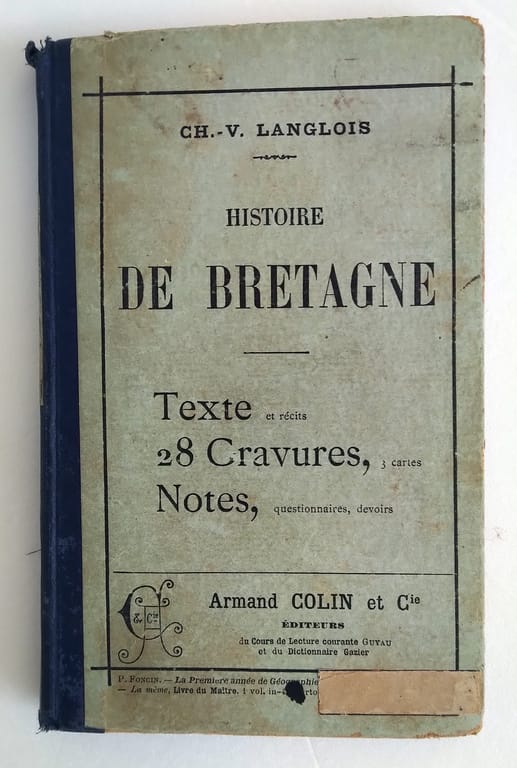 CH.-V. LANGLOIS
HISTOIRE
DE BRETAGNE
Texte et récits
28 Gravures, 3 cartes
Notes, questionnaires, devoirs
Armand COLIN et Cie
ÉDITEURS
du Cours de Lecture courante GUYAU
et du Dictionnaire Gazier
& Cie
P. FONCIN. — La Première année de Géographie
— La même, Livre du Maître. 1 vol. in-